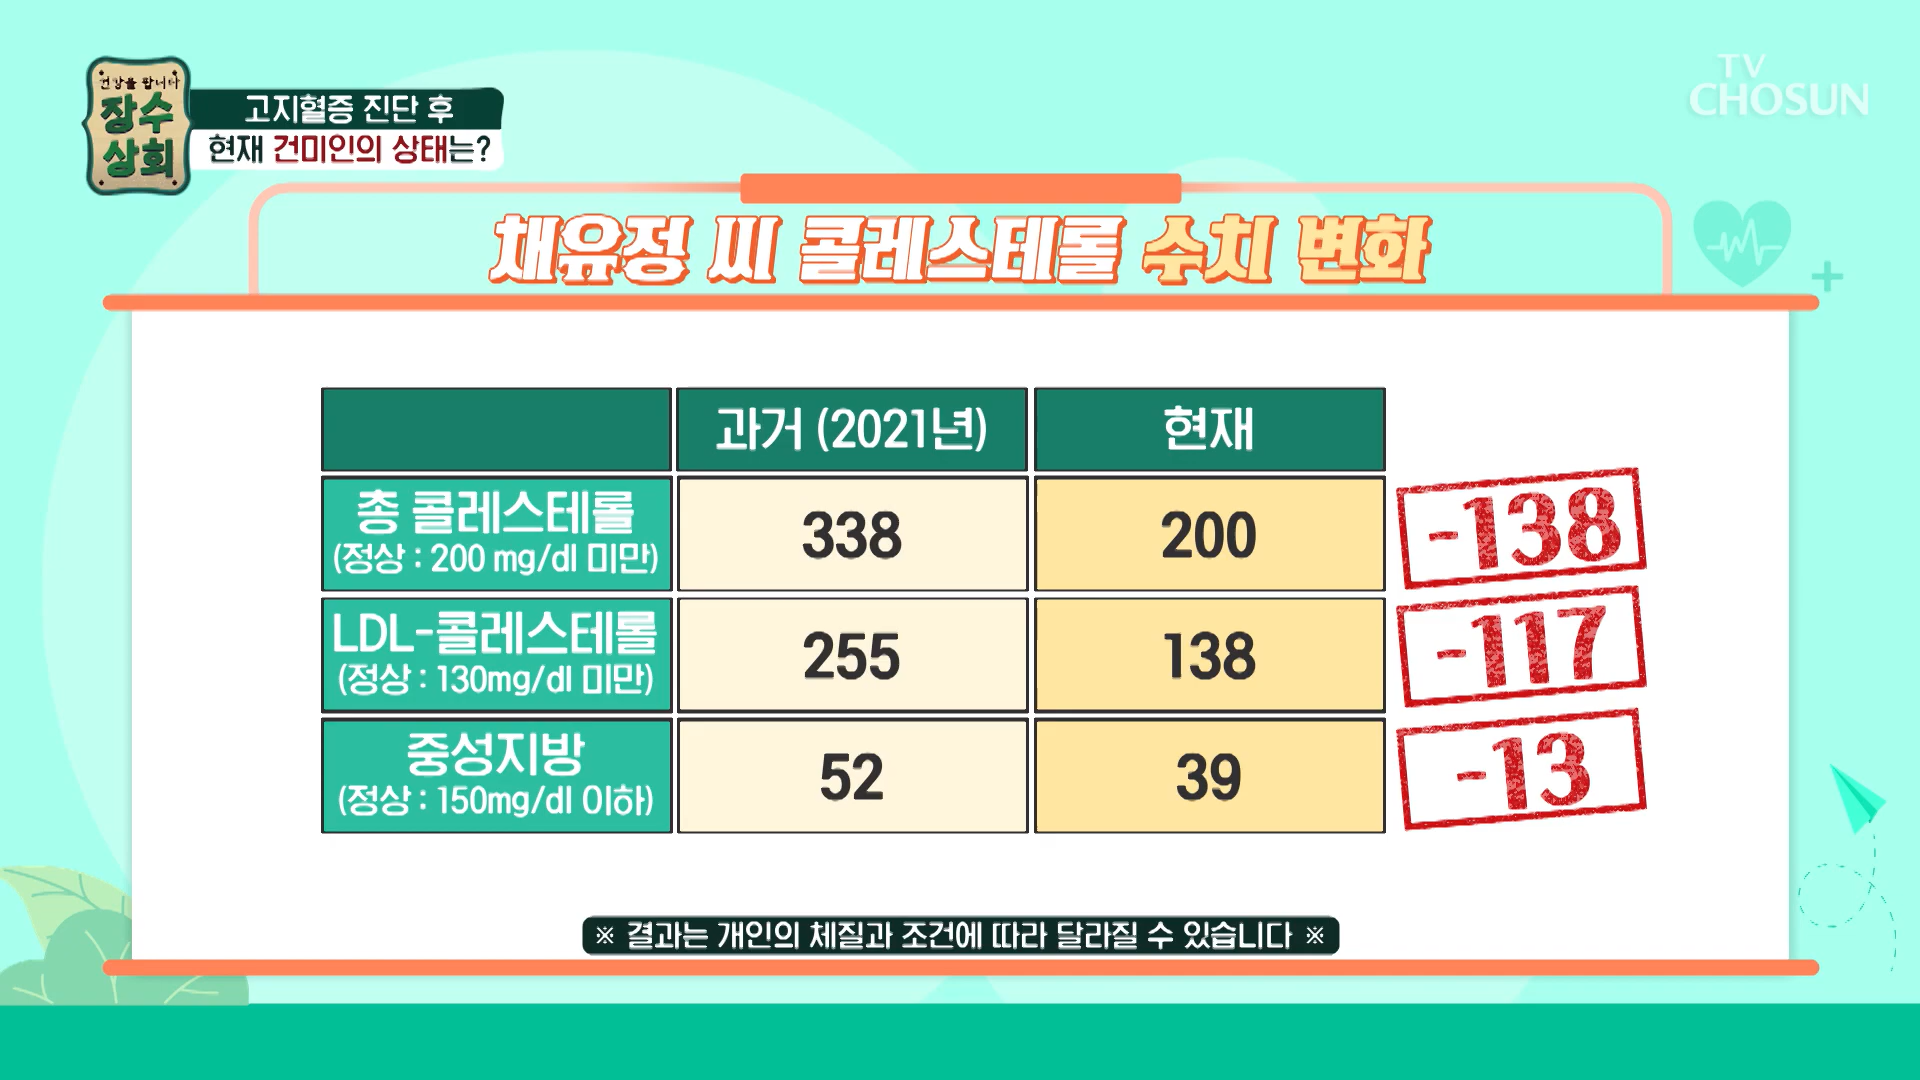 건강을 팝니다
장수
상회
고지혈증 진단 후
현재 건미인의 상태는?
TV
CHOSUN
채유정 씨 콜레스테롤 수치 변화
과거 (2021년) 현재
총 콜레스테롤
(정상 : 200 mg/dl 미만)
338 200 -138
LDL-콜레스테롤
(정상 : 130mg/dl 미만)
255 138 -117
중성지방
(정상 : 150mg/dl 이하)
52 39 -13
※ 결과는 개인의 체질과 조건에 따라 달라질 수 있습니다 ※